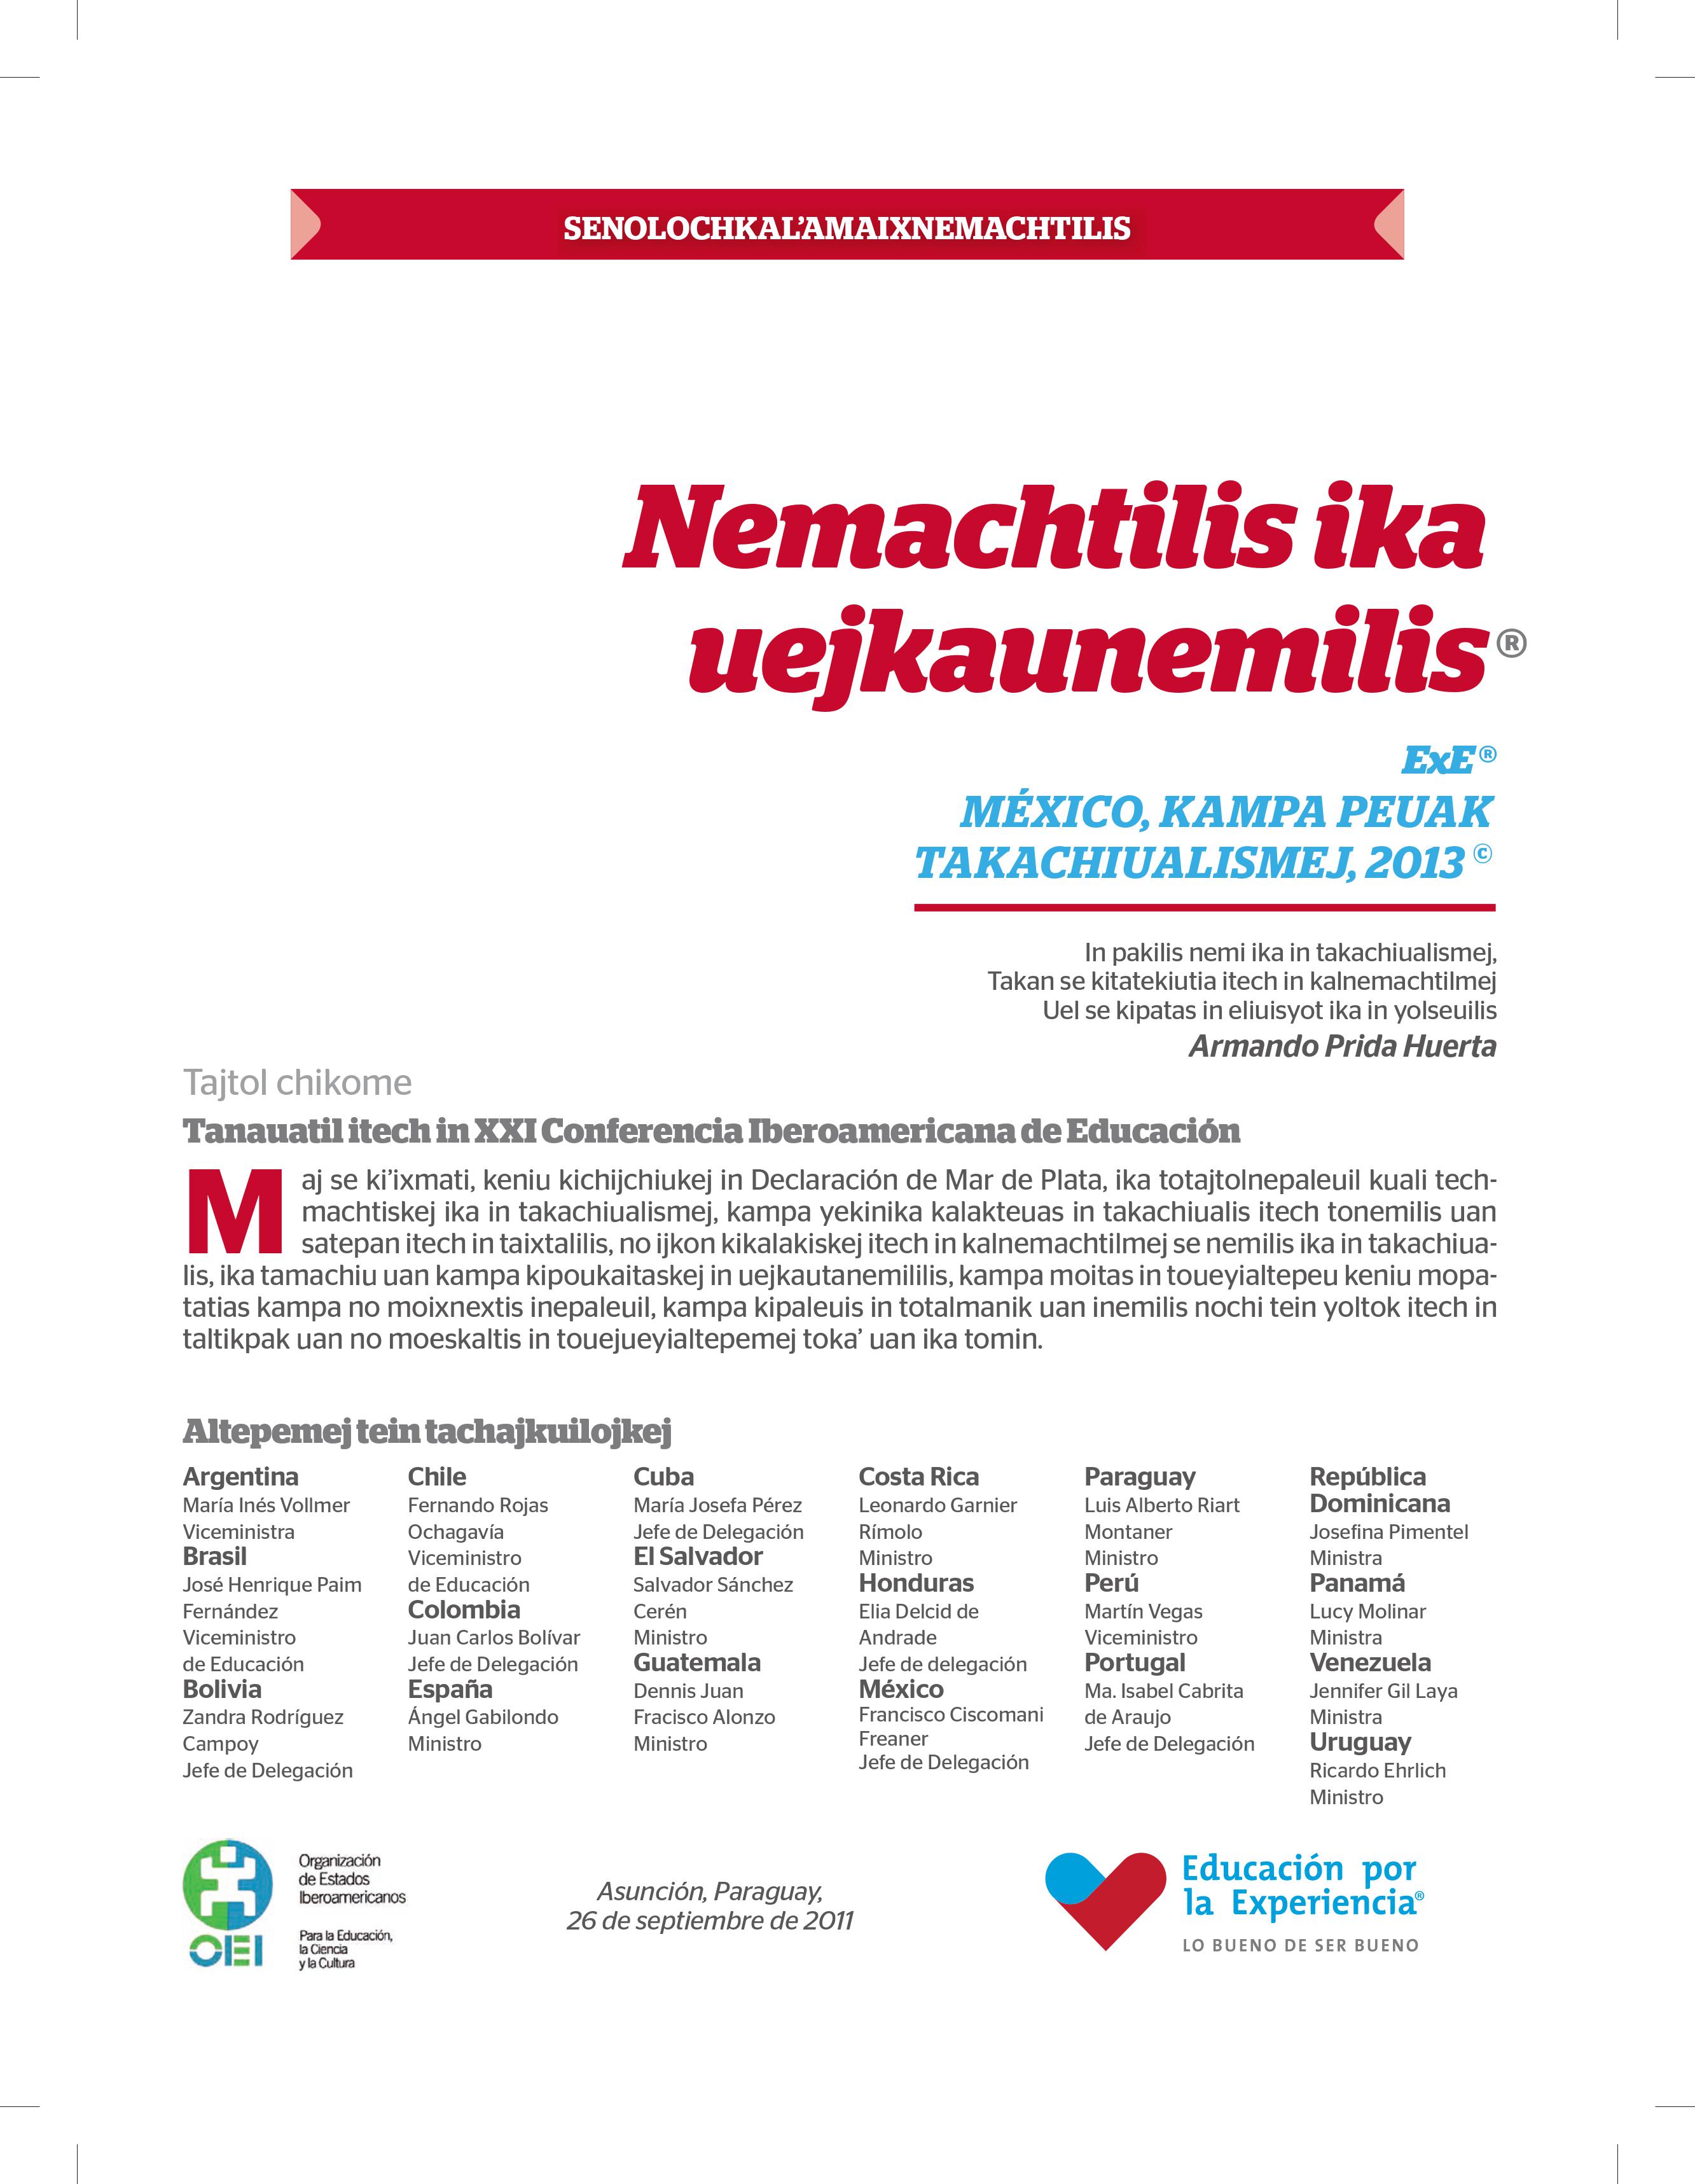 SENOLOCHKAL’AMAIXNEMACHTILIS
Nemachtilis ika
uejkaunemilis®
ExE®
MÉXICO, KAMPA PEUAK
TAKACHIUALISMEJ, 2013 ©
In pakilis nemi ika in takachiualismej,
Takan se kitatekiutia itech in kalnemachtilmej
Uel se kipatas in eliuisyot ika in yolseuilis
Armando Prida Huerta
Tajtol chikome
Tanauatil itech in XXI Conferencia Iberoamericana de Educación
Maj se ki’ixmati, keniu kichijchiukej in Declaración de Mar de Plata, ika totajtolnepaleuil kuali tech-
machtiskej ika in takachiualismej, kampa yekinika kalakteuas in takachiualis itech tonemilis uan
satepan itech in taixtalilis, no ijkon kikalakiskej itech in kalnemachtilmej se nemilis ika in takachiua-
lis, ika tamachiu uan kampa kipoukaitaskej in uejkautanemililis, kampa moitas in toueyialtepeu keniu mopa-
tatias kampa no moixnextis inepaleuil, kampa kipaleuis in totalmanik uan inemilis nochi tein yoltok itech in
taltikpak uan no moeskaltis in touejueyialtepemej toka’ uan ika tomin.
Altepemej tein tachajkuilojkej
Argentina
María Inés Vollmer
Viceministra
Brasil
José Henrique Paim
Fernández
Viceministro
de Educación
Bolivia
Zandra Rodríguez
Campoy
Jefe de Delegación
Chile
Fernando Rojas
Ochagavía
Viceministro
de Educación
Colombia
Juan Carlos Bolívar
Jefe de Delegación
España
Ángel Gabilondo
Ministro
Cuba
María Josefa Pérez
Jefe de Delegación
El Salvador
Salvador Sánchez
Cerén
Ministro
Guatemala
Dennis Juan
Fracisco Alonzo
Ministro
Costa Rica
Leonardo Garnier
Rímolo
Ministro
Honduras
Elia Delcid de
Andrade
Jefe de delegación
México
Francisco Ciscomani
Freaner
Jefe de Delegación
Paraguay
Luis Alberto Riart
Montaner
Ministro
Perú
Martín Vegas
Viceministro
Portugal
Ma. Isabel Cabrita
de Araujo
Jefe de Delegación
República
Dominicana
Josefina Pimentel
Ministra
Panamá
Lucy Molinar
Ministra
Venezuela
Jennifer Gil Laya
Ministra
Uruguay
Ricardo Ehrlich
Ministro
OEI
Organización
de Estados
Iberoamericanos
Para la Educación,
la Ciencia
y la Cultura
Asunción, Paraguay,
26 de septiembre de 2011
Educación por
la Experiencia®
LO BUENO DE SER BUENO